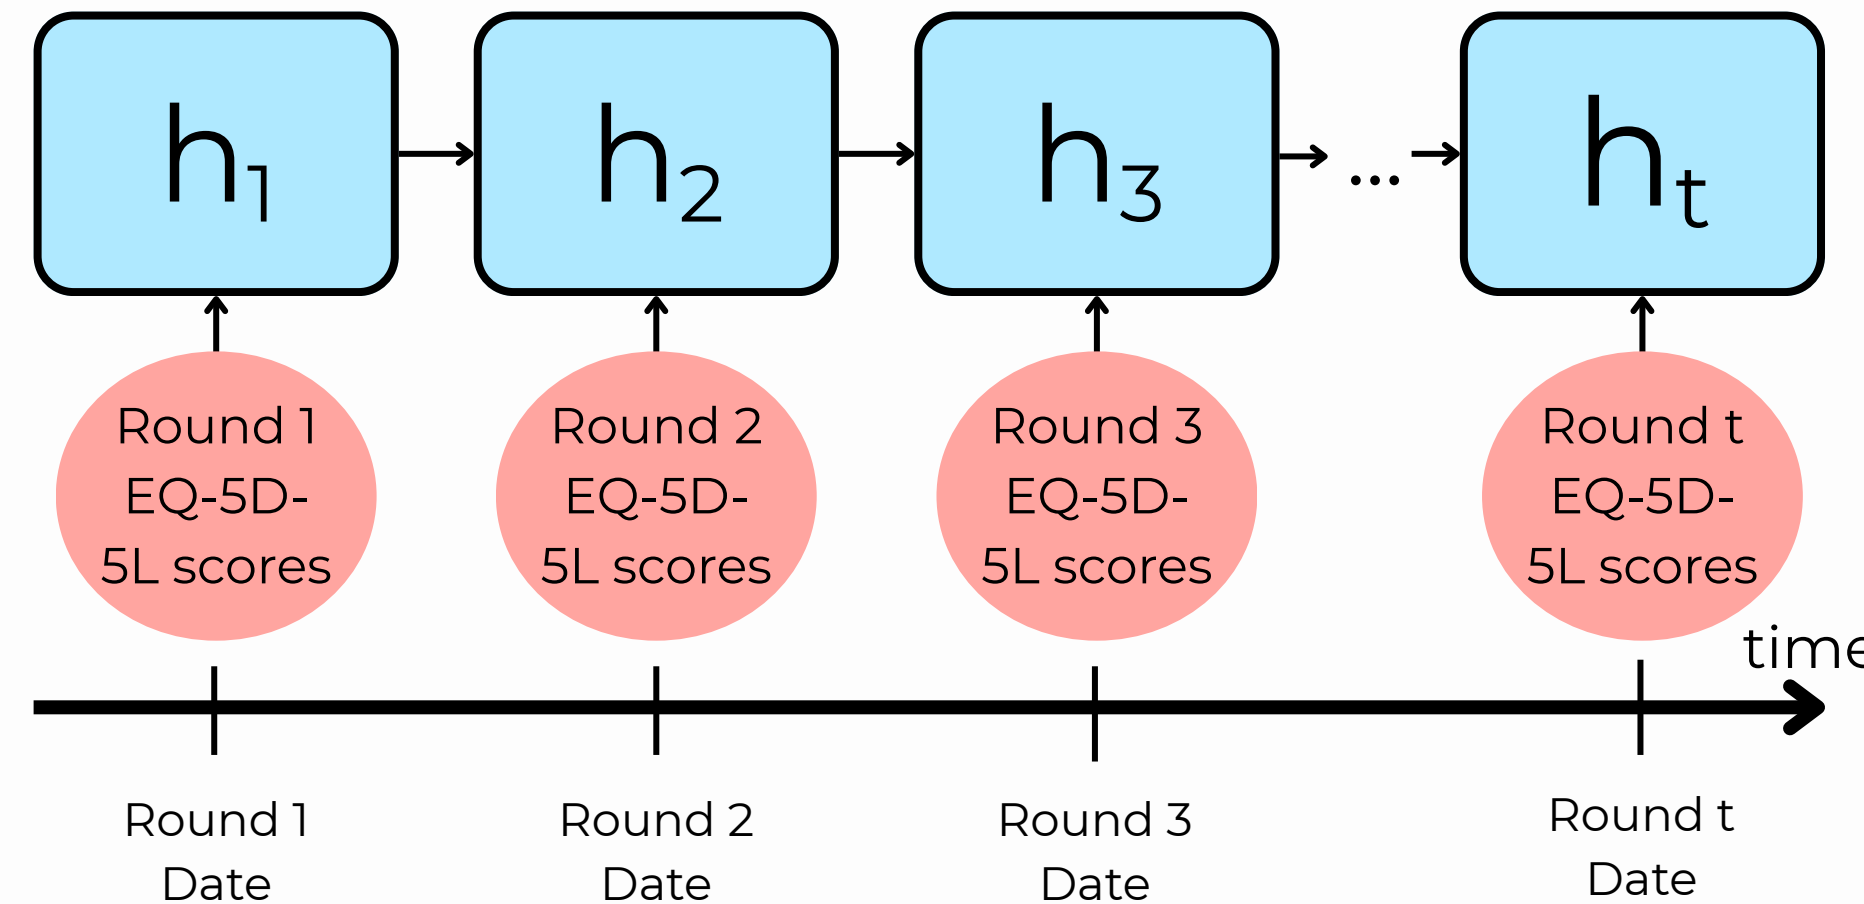 h1
h2
h3
...
ht
Round 1
EQ-5D-
5L scores
Round 2
EQ-5D-
5L scores
Round 3
EQ-5D-
5L scores
Round t
EQ-5D-
5L scores
time
Round 1
Date
Round 2
Date
Round 3
Date
Round t
Date